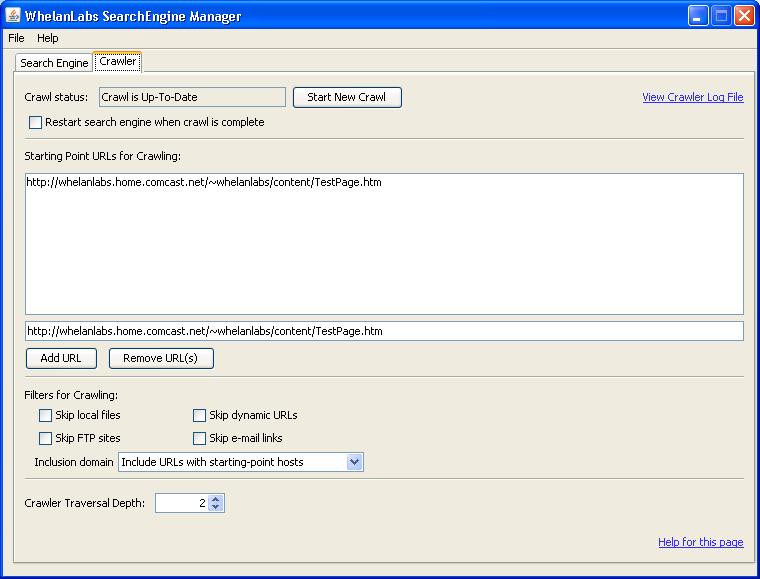 WhelanLabs SearchEngine Manager
File Help
Search Engine Crawler
Crawl status: Crawl is Up-To-Date Start New Crawl View Crawler Log File
Restart search engine when crawl is complete
Starting Point URLs for Crawling:
http://whelanlabs.home.comcast.net/~whelanlabs/content/TestPage.htm
http://whelanlabs.home.comcast.net/~whelanlabs/content/TestPage.htm
Add URL Remove URL(s)
Filters for Crawling:
Skip local files Skip dynamic URLs
Skip FTP sites Skip e-mail links
Inclusion domain Include URLs with starting-point hosts
Crawler Traversal Depth: 2
Help for this page